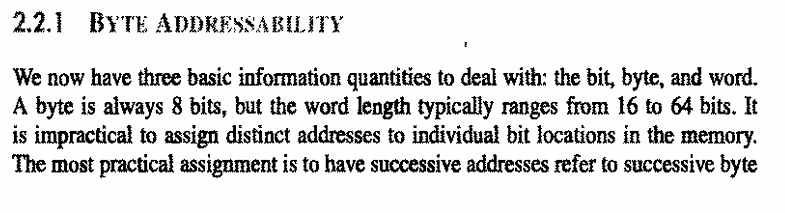 2.2.1 BYTE ADDRESSABILITY
We now have three basic information quantities to deal with: the bit, byte, and word.
A byte is always 8 bits, but the word length typically ranges from 16 to 64 bits. It
is impractical to assign distinct addresses to individual bit locations in the memory.
The most practical assignment is to have successive addresses refer to successive byte